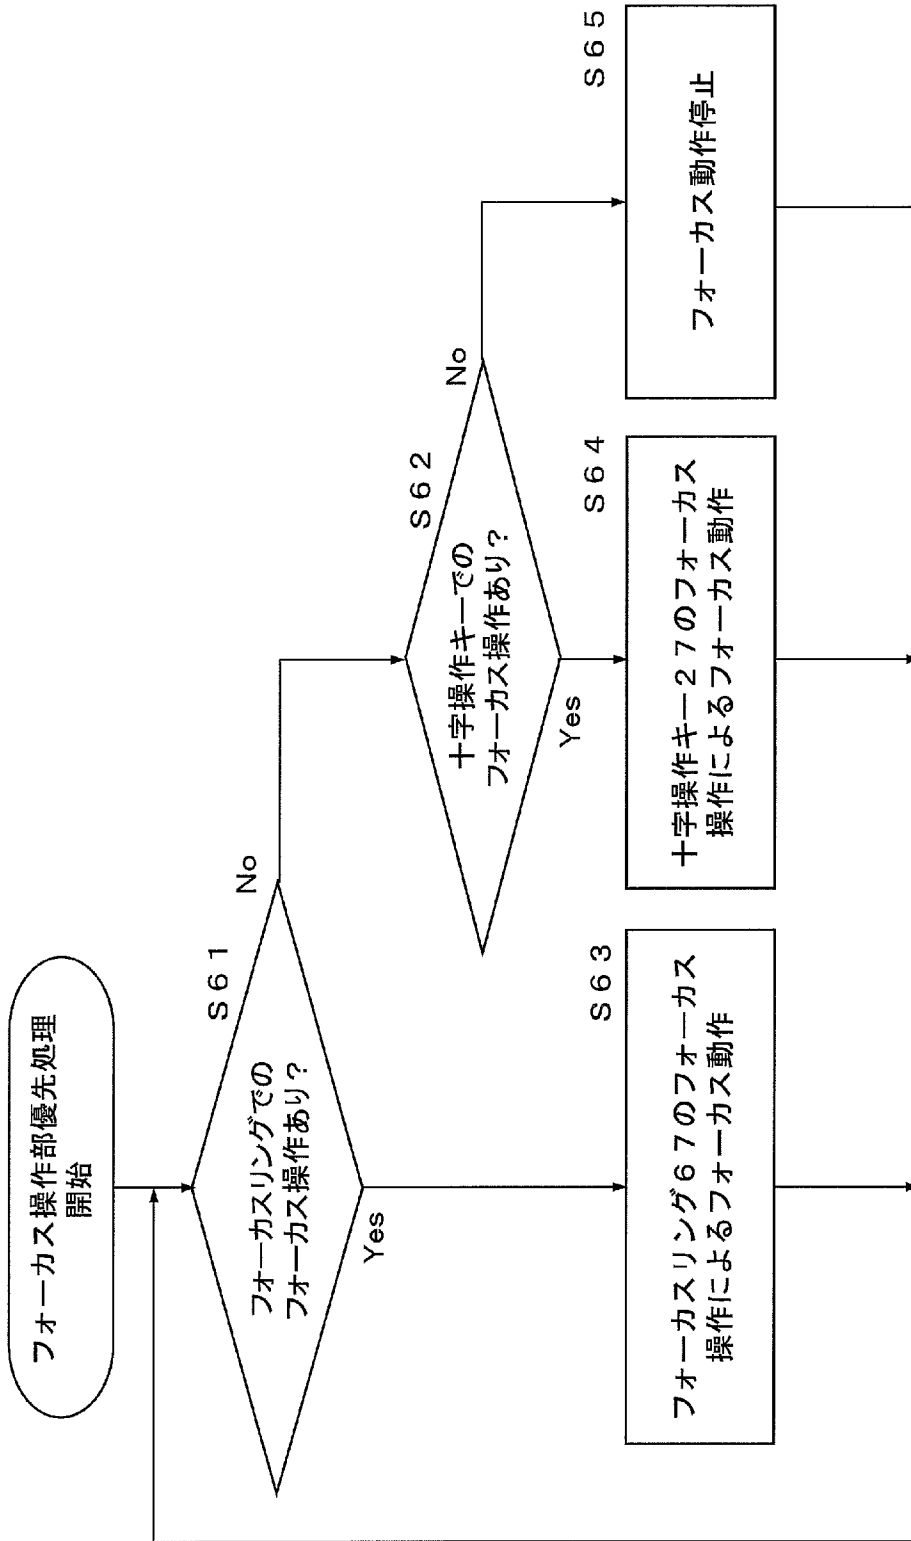 フォーカス操作部優先処理
開始
S61
フォーカスリングでの
フォーカス操作あり？
No
Yes
S62
十字操作キーでの
フォーカス操作あり？
No
Yes
S63
フォーカスリング67のフォーカス
操作によるフォーカス動作
S64
十字操作キー27のフォーカス
操作によるフォーカス動作
S65
フォーカス動作停止